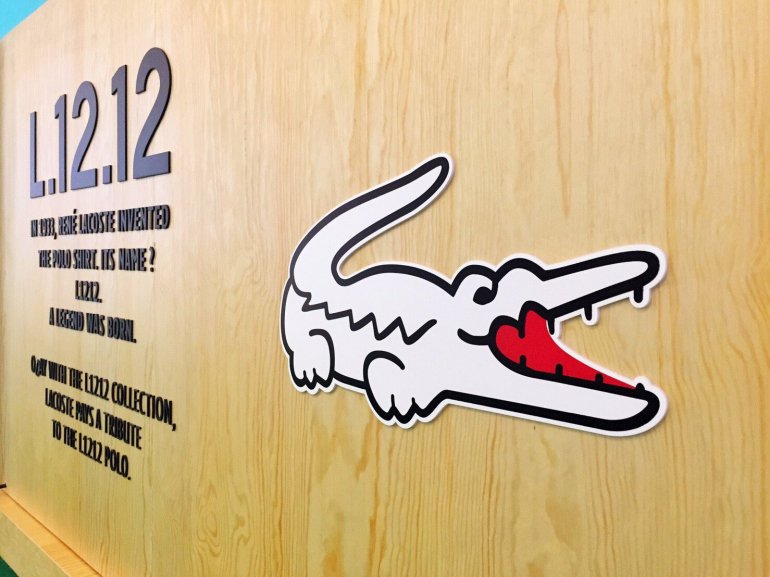 L.12.12
IN 1933, RENÉ LACOSTE INVENTED
THE POLO SHIRT. ITS NAME ?
L1212.
A LEGEND WAS BORN.
WITH THE L1212 COLLECTION,
LACOSTE PAYS A TRIBUTE
TO THE L1212 POLO.